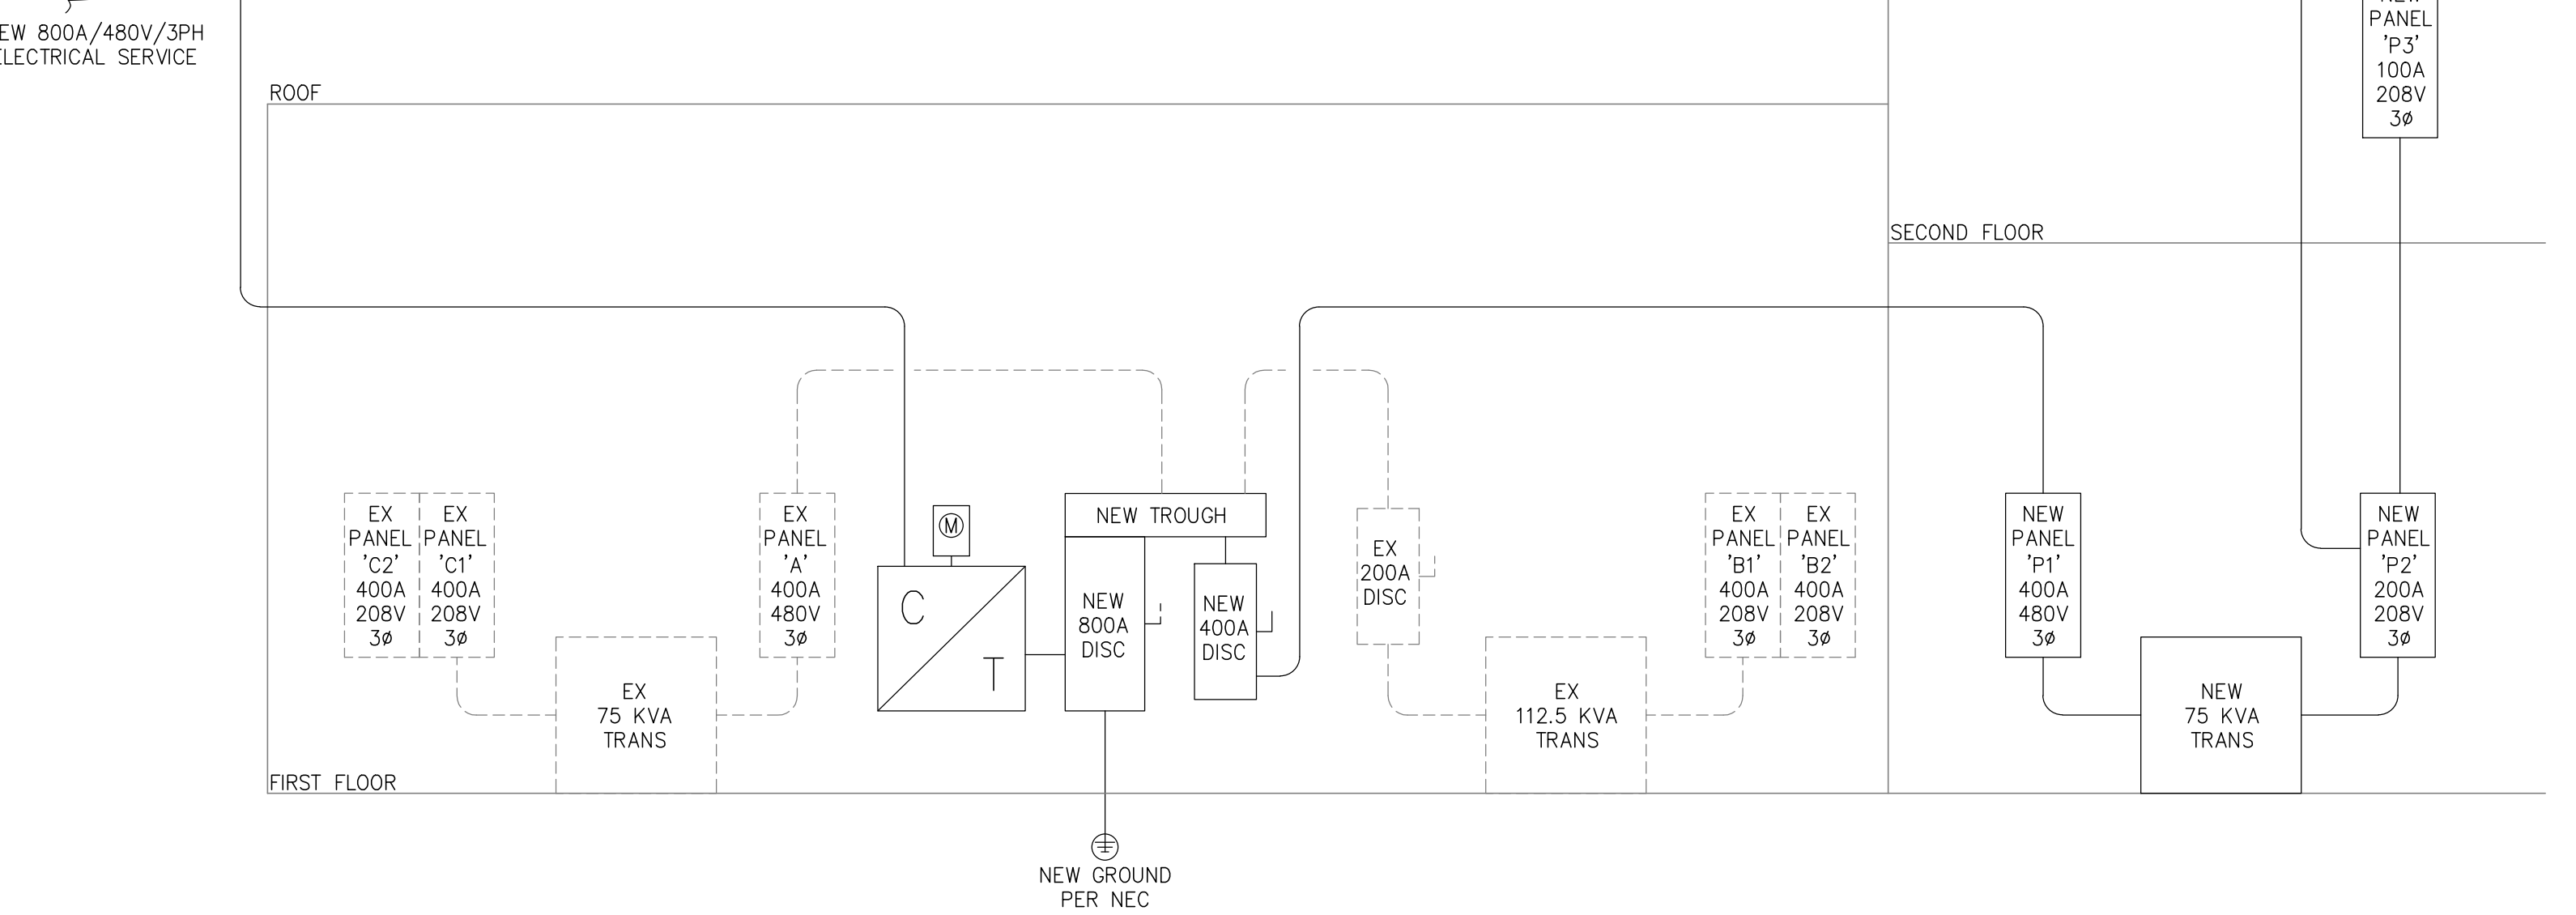 EW 800A/480V/3PH
ELECTRICAL SERVICE
ROOF
PANEL
'P3'
100A
208V
3ø
SECOND FLOOR
EX
PANEL
'C2'
400A
208V
3ø
EX
PANEL
'C1'
400A
208V
3ø
EX
75 KVA
TRANS
EX
PANEL
'A'
400A
480V
3ø
M
C
T
NEW TROUGH
NEW
800A
DISC
NEW
400A
DISC
EX
200A
DISC
EX
112.5 KVA
TRANS
EX
PANEL
'B1'
400A
208V
3ø
EX
PANEL
'B2'
400A
208V
3ø
NEW
PANEL
'P1'
400A
480V
3ø
NEW
75 KVA
TRANS
NEW
PANEL
'P2'
200A
208V
3ø
FIRST FLOOR
NEW GROUND
PER NEC